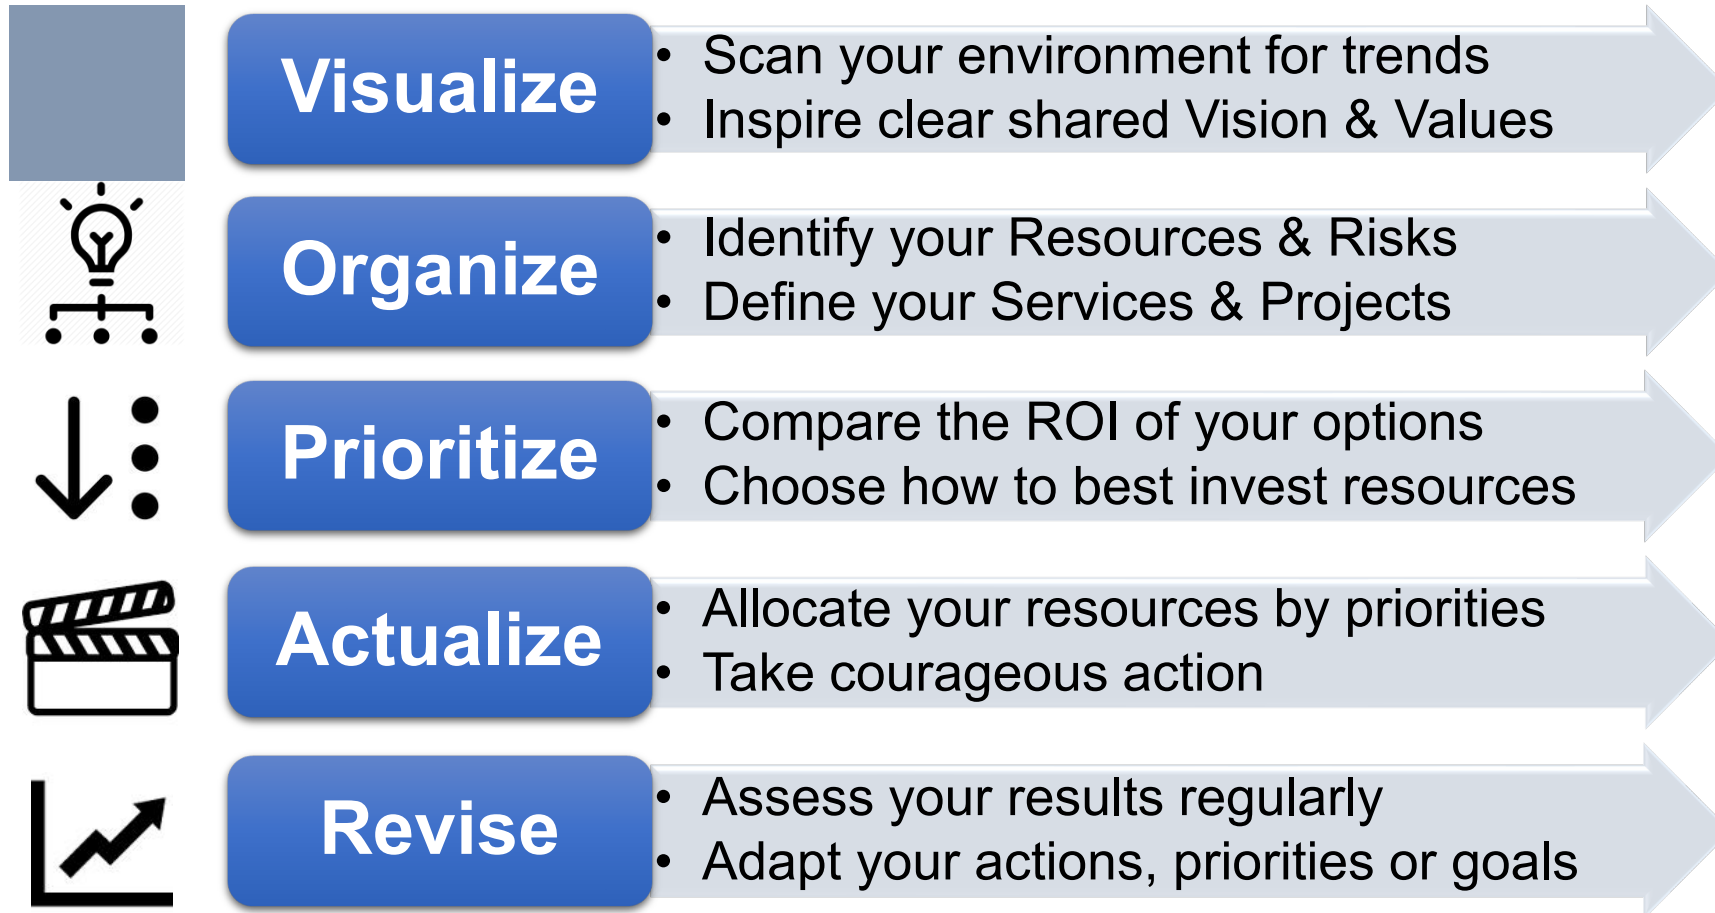 Visualize
• Scan your environment for trends
• Inspire clear shared Vision & Values
Organize
• Identify your Resources & Risks
• Define your Services & Projects
Prioritize
• Compare the ROI of your options
• Choose how to best invest resources
Actualize
• Allocate your resources by priorities
• Take courageous action
Revise
• Assess your results regularly
• Adapt your actions, priorities or goals